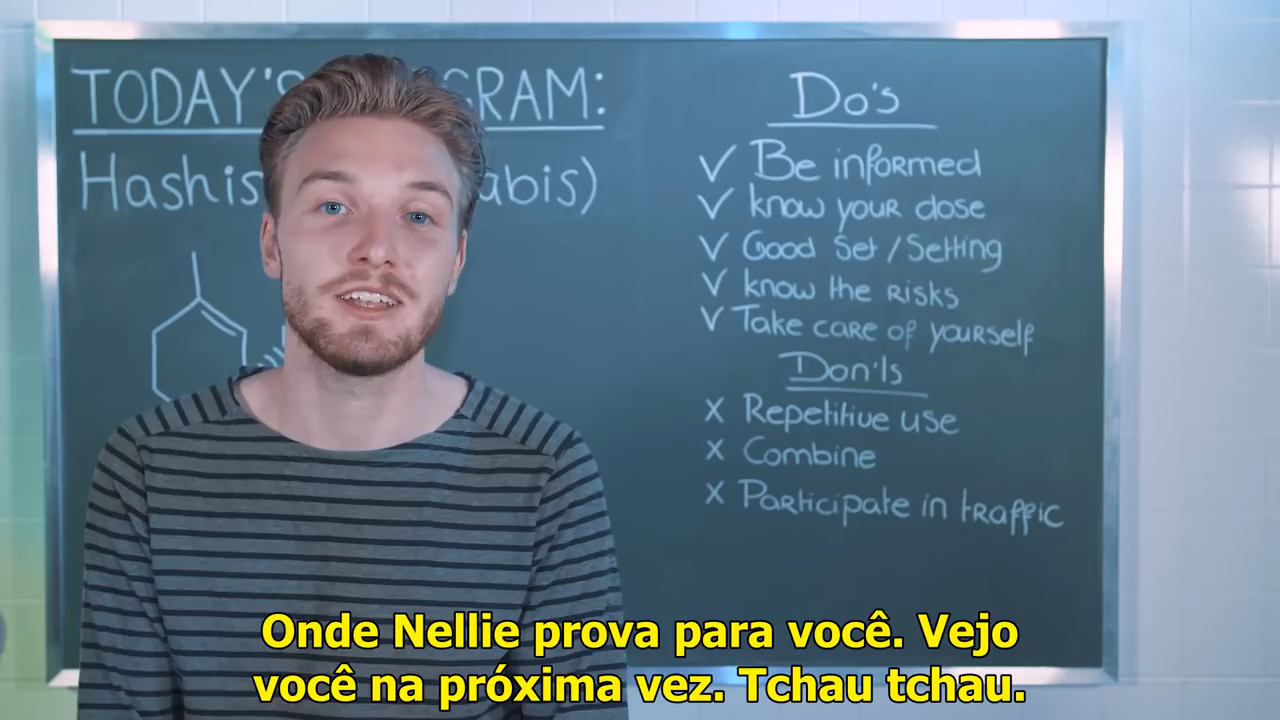 TODAY'S GRAM:
Hashis abis)
Do's
√ Be informed
√ know your dose
√ Good Set / Setting
√ know the risks
√ Take care of yourself
Don'ts
X Repetitive use
X Combine
X Participate in traffic
Onde Nellie prova para você. Vejo
você na próxima vez. Tchau tchau.